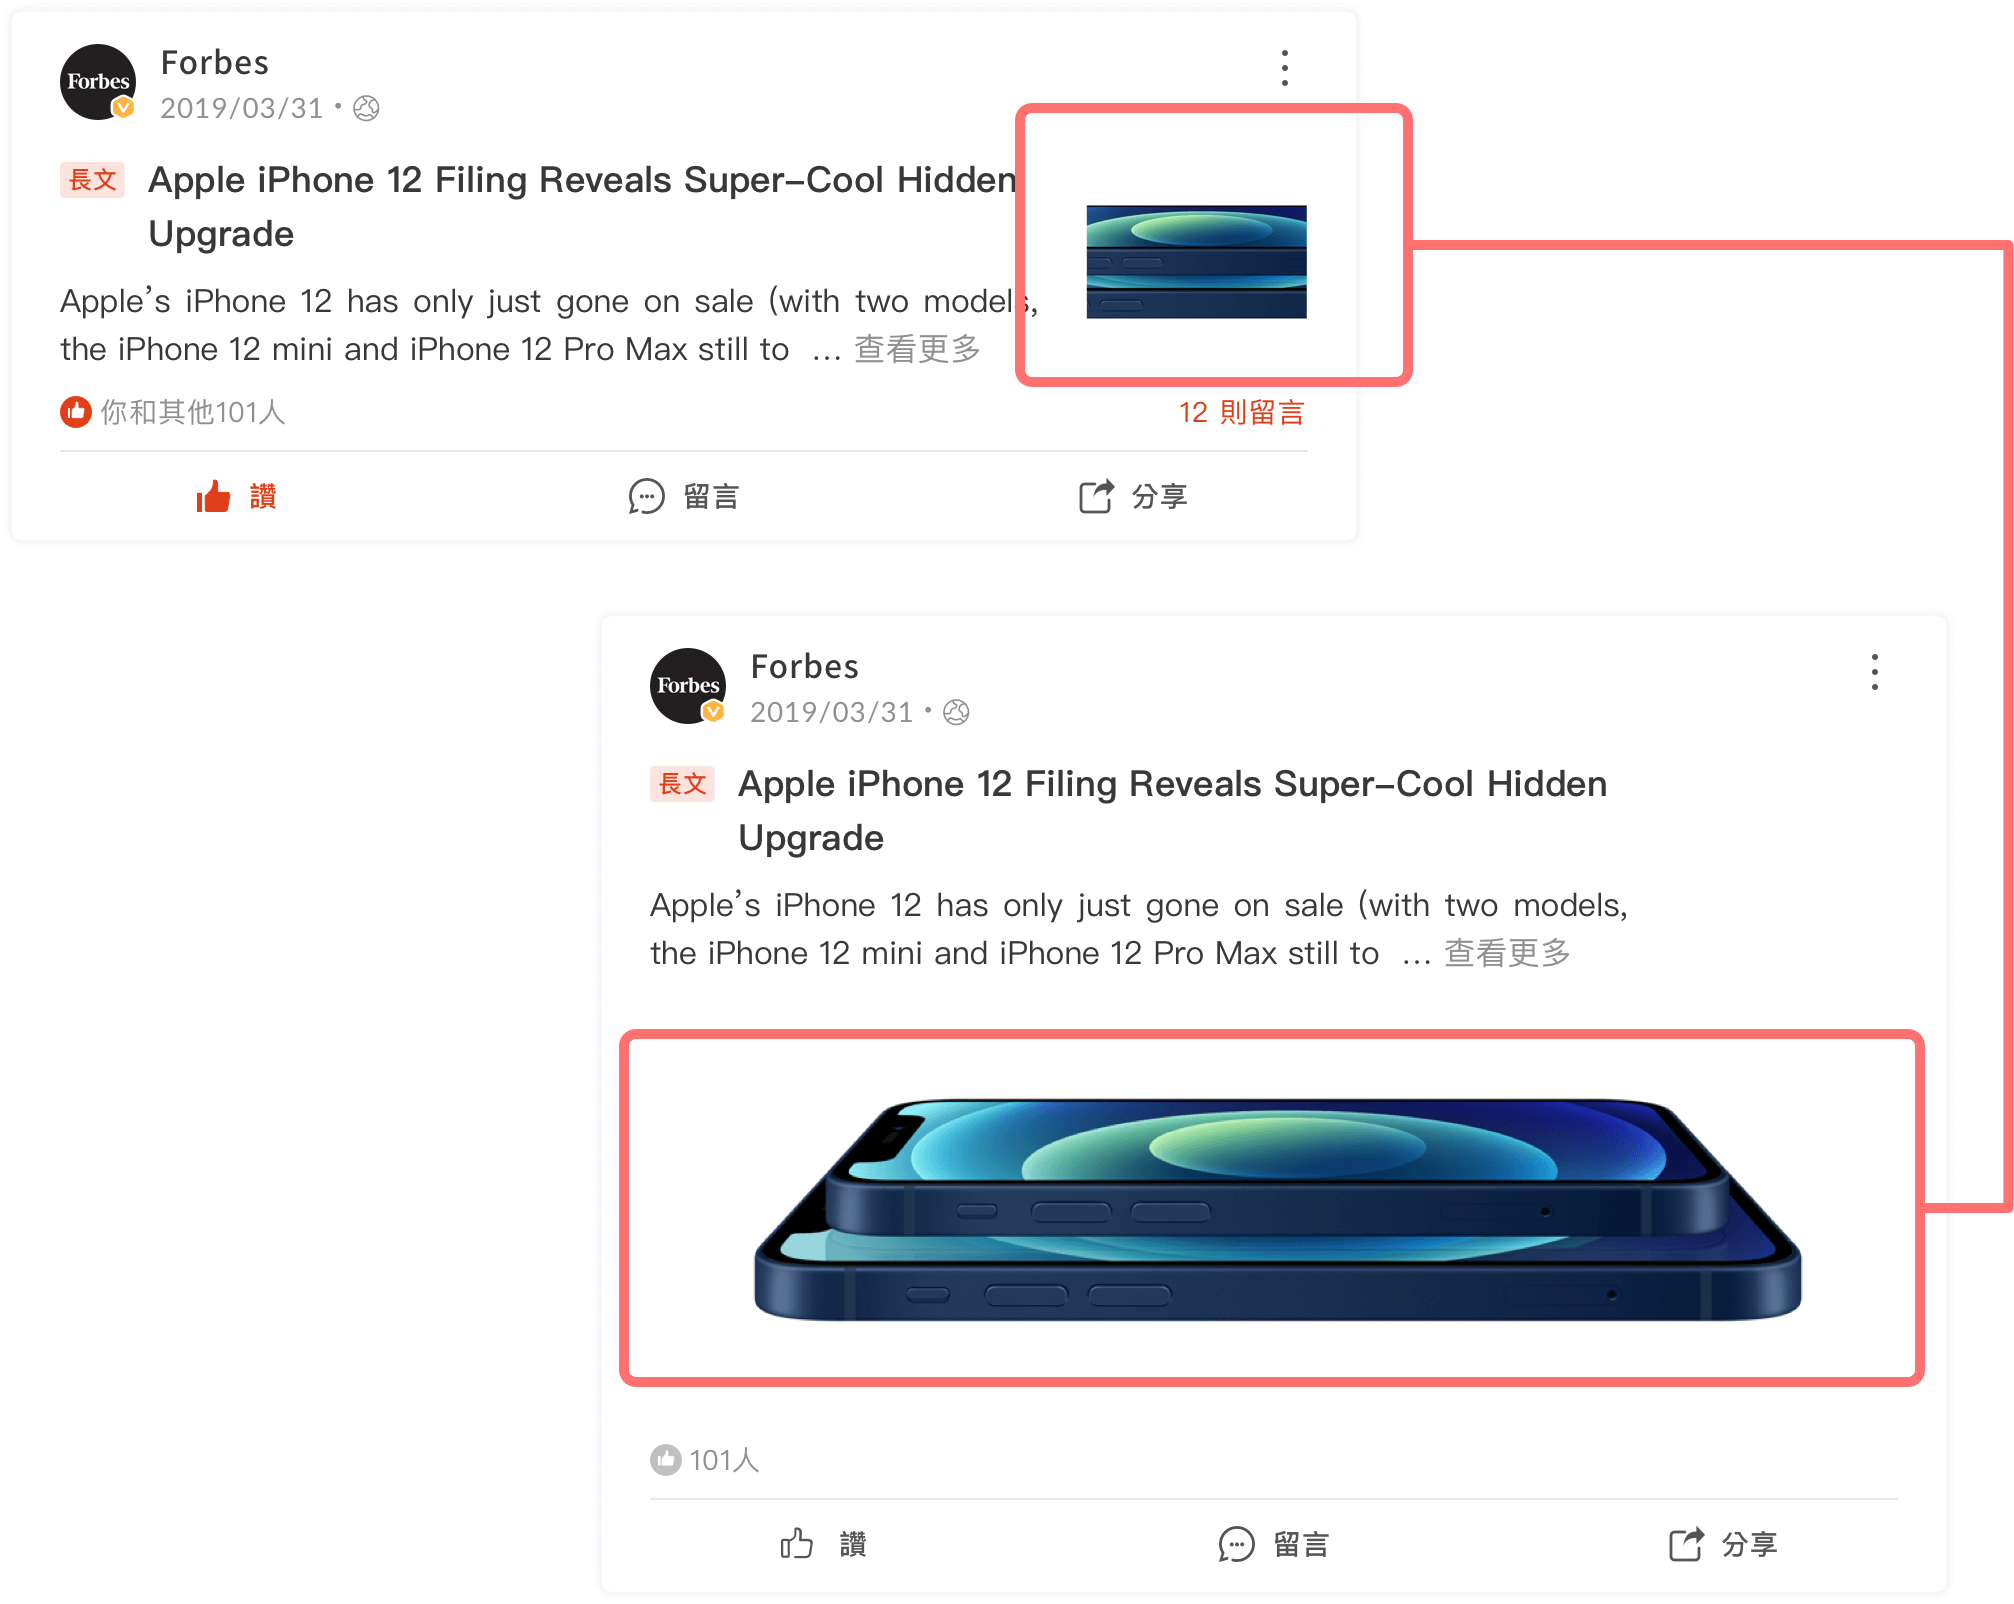 Forbes
Forbes
2019/03/31 •
長文 Apple iPhone 12 Filing Reveals Super–Cool Hidden
Upgrade
Apple’s iPhone 12 has only just gone on sale (with two models,
the iPhone 12 mini and iPhone 12 Pro Max still to ... 查看更多
你和其他101人
12 則留言
讚
留言
分享
Forbes
Forbes
2019/03/31 •
長文 Apple iPhone 12 Filing Reveals Super–Cool Hidden
Upgrade
Apple’s iPhone 12 has only just gone on sale (with two models,
the iPhone 12 mini and iPhone 12 Pro Max still to ... 查看更多
101人
讚
留言
分享